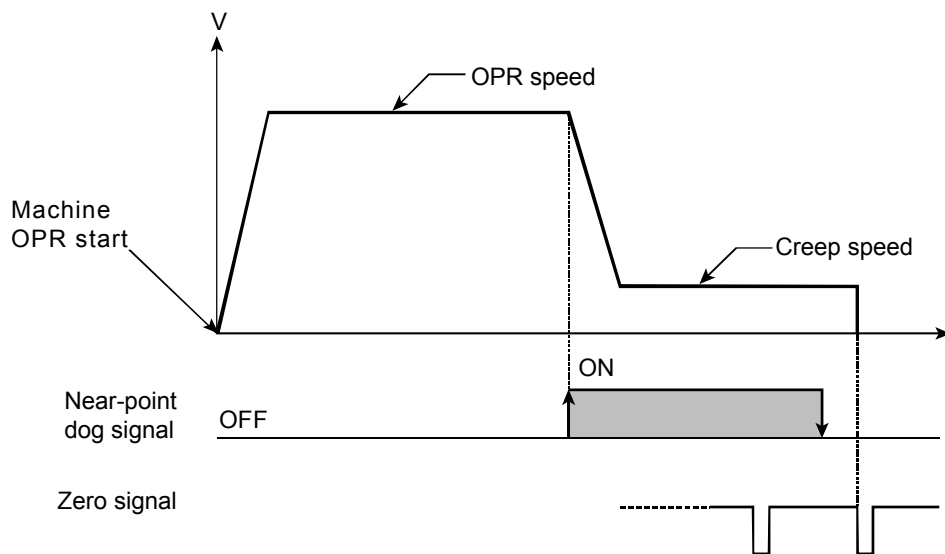 V
OPR speed
Machine
OPR start
Creep speed
ON
Near-point
dog signal
OFF
Zero signal